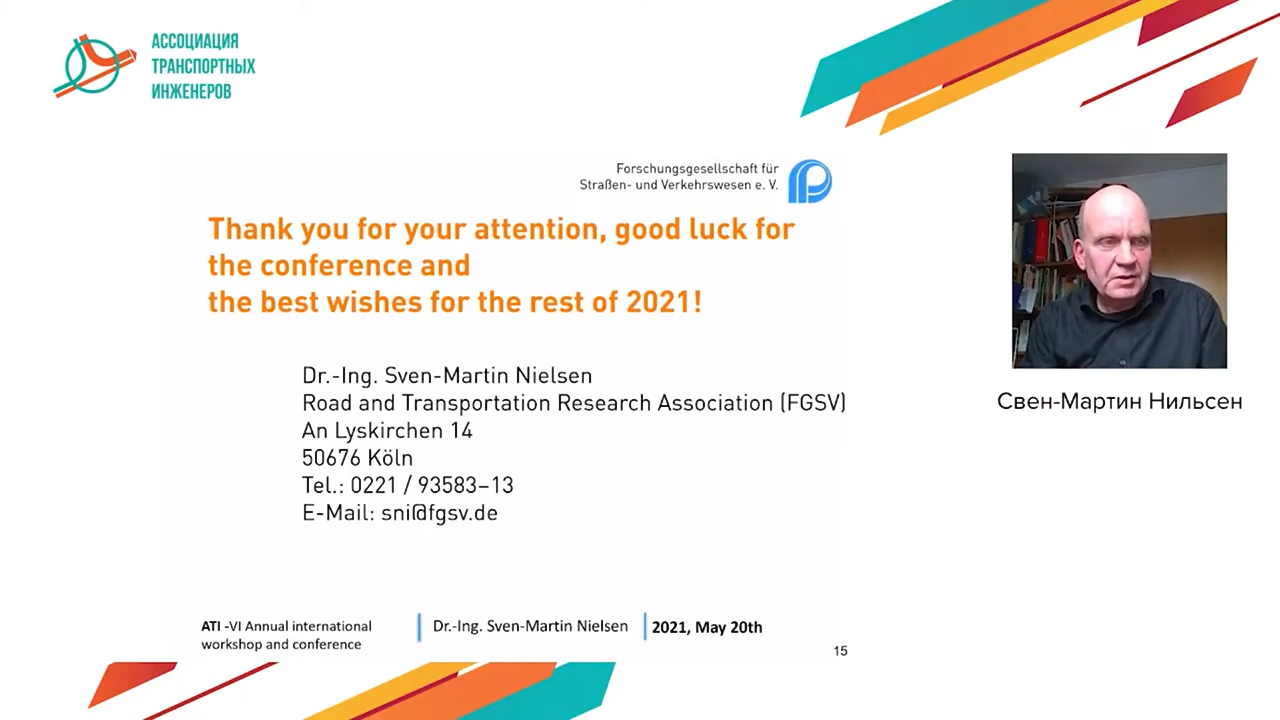 АССОЦИАЦИЯ
ТРАНСПОРТНЫХ
ИНЖЕНЕРОВ
Forschungsgesellschaft für
Straßen- und Verkehrswesen e. V.
Thank you for your attention, good luck for
the conference and
the best wishes for the rest of 2021!
Dr.-Ing. Sven-Martin Nielsen
Road and Transportation Research Association (FGSV)
An Lyskirchen 14
50676 Köln
Tel.: 0221 / 93583–13
E-Mail: sni@fgsv.de
Свен-Мартин Нильсен
ATI -VI Annual international
workshop and conference
Dr.-Ing. Sven-Martin Nielsen
2021, May 20th
15